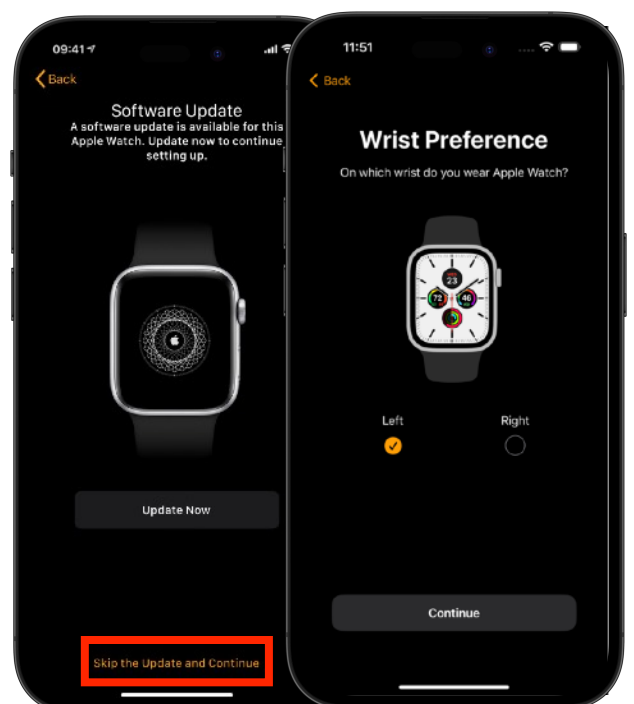 09:41
Back
Software Update
A software update is available for this
Apple Watch. Update now to continue
setting up.
Update Now
Skip the Update and Continue
11:51
Back
Wrist Preference
On which wrist do you wear Apple Watch?
23
72
46
Left
Right
Continue